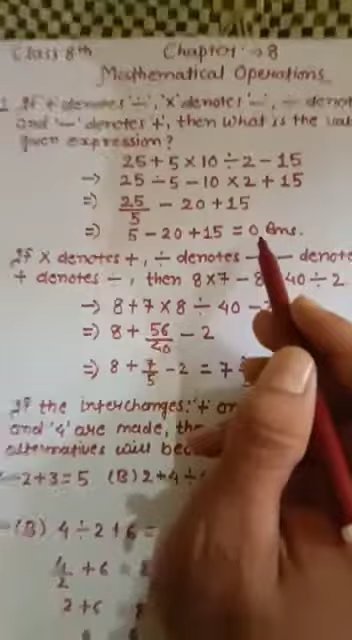 Class 8th Chapter → 8
Mathematical Operations
1. If + denotes '÷', 'x' denotes '-', ÷ denot
and '-' denotes +, then what is the val
given expression?
25 + 5 × 10 ÷ 2 - 15
→ 25 ÷ 5 - 10 × 2 + 15
⇒ 25/5 - 20 + 15
⇒ 5 - 20 + 15 = 0 Ans.
If × denotes +, ÷ denotes - denote
+ denotes ÷, then 8 × 7 - 8 40 ÷ 2
→ 8 + 7 × 8 ÷ 40 -
⇒ 8 + 56/40 - 2
⇒ 8 + 7/5 - 2 = 7
If the interchanges: '+ an
and '4' are made, the
alternatives will be
- 2 + 3 = 5 (B) 2 + 4 ÷
(B) 4 ÷ 2 + 6 =
4/2 + 6 8
2 + 6